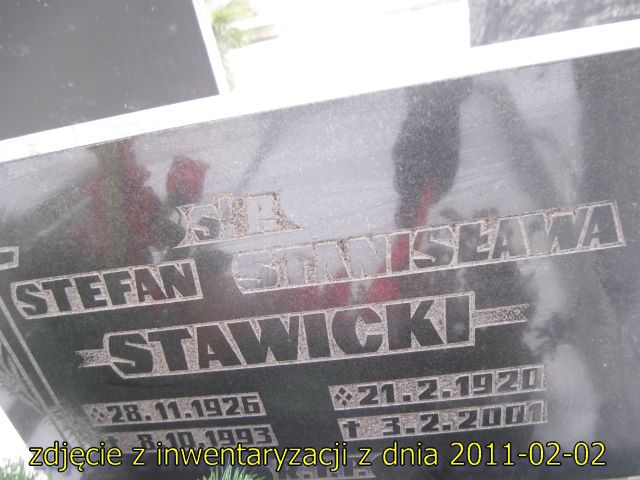 Ś.P.
STEFAN STANISŁAWA
STAWICKI
28.11.1926 21.2.1920
✝ 8.10.1993 ✝ 3.2.2001
zdjęcie z inwentaryzacji z dnia 2011-02-02